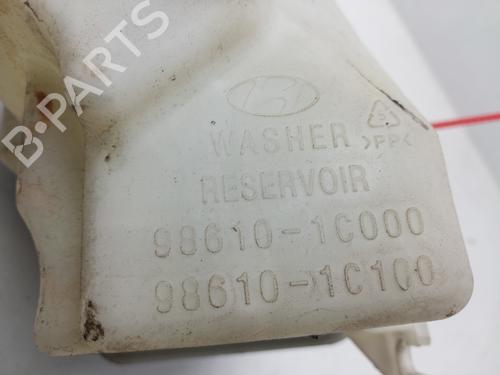 WASHER
>PP<
RESERVOIR
98610-1C000
98610-1C100
B-PARTS